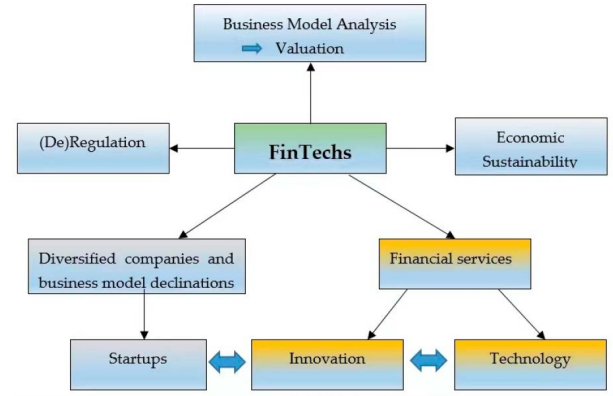 Business Model Analysis
Valuation
(De)Regulation
FinTechs
Economic
Sustainability
Diversified companies and
business model declinations
Financial services
Startups
Innovation
Technology